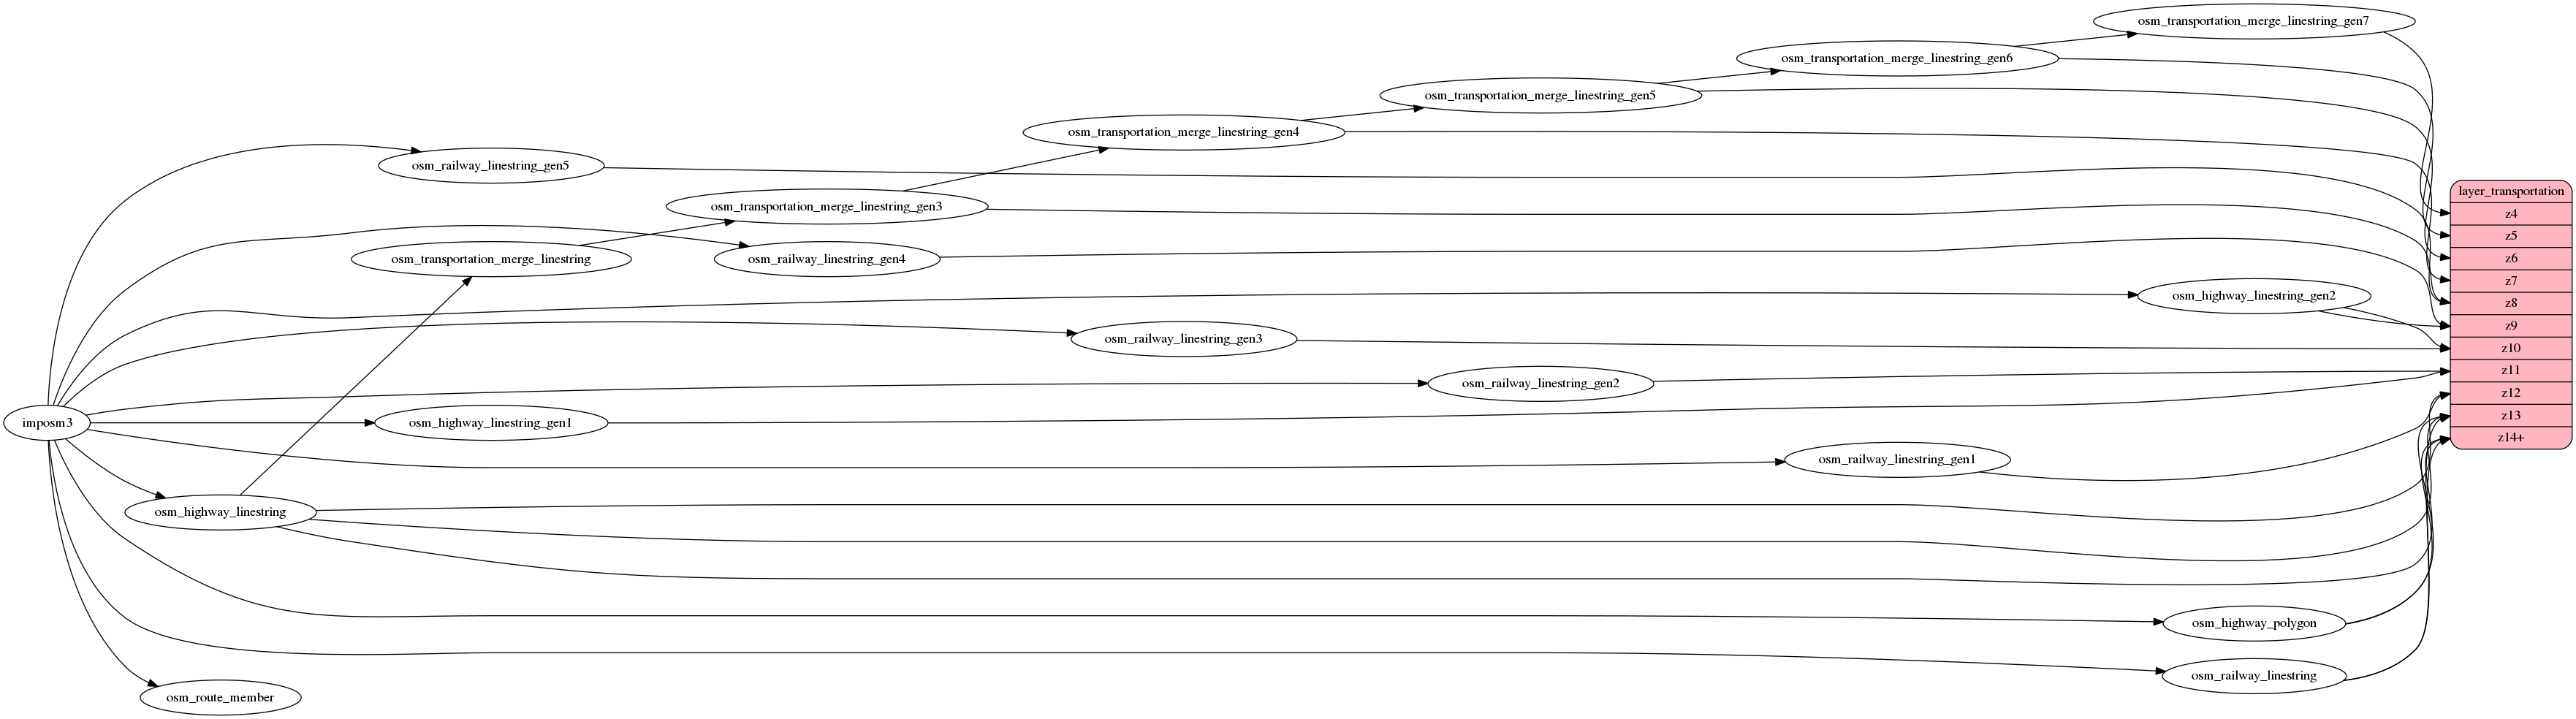 osm_transportation_merge_linestring_gen7
osm_transportation_merge_linestring_gen6
osm_transportation_merge_linestring_gen5
osm_transportation_merge_linestring_gen4
osm_railway_linestring_gen5
osm_transportation_merge_linestring_gen3
osm_transportation_merge_linestring
osm_railway_linestring_gen4
osm_highway_linestring_gen2
osm_railway_linestring_gen3
osm_railway_linestring_gen2
imposm3
osm_highway_linestring_gen1
osm_railway_linestring_gen1
osm_highway_linestring
osm_highway_polygon
osm_railway_linestring
osm_route_member
layer_transportation
z4
z5
z6
z7
z8
z9
z10
z11
z12
z13
z14+